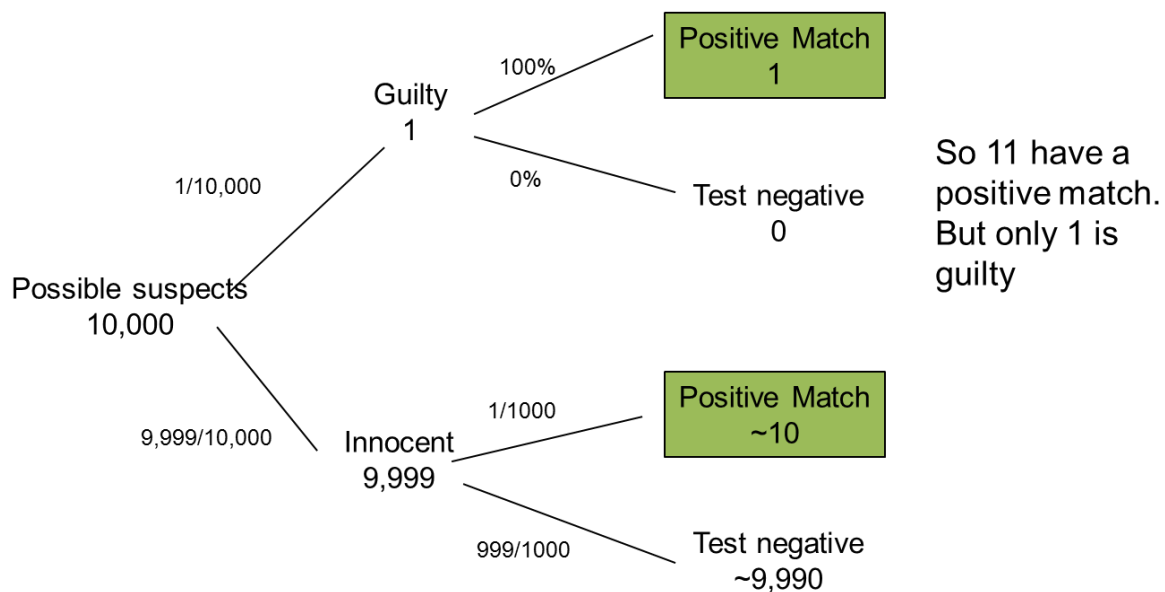 Positive Match
1
100%
Guilty
1
0%
Test negative
0
1/10,000
So 11 have a
positive match.
But only 1 is
guilty
Possible suspects
10,000
9,999/10,000
Innocent
9,999
1/1000
Positive Match
~10
999/1000
Test negative
~9,990